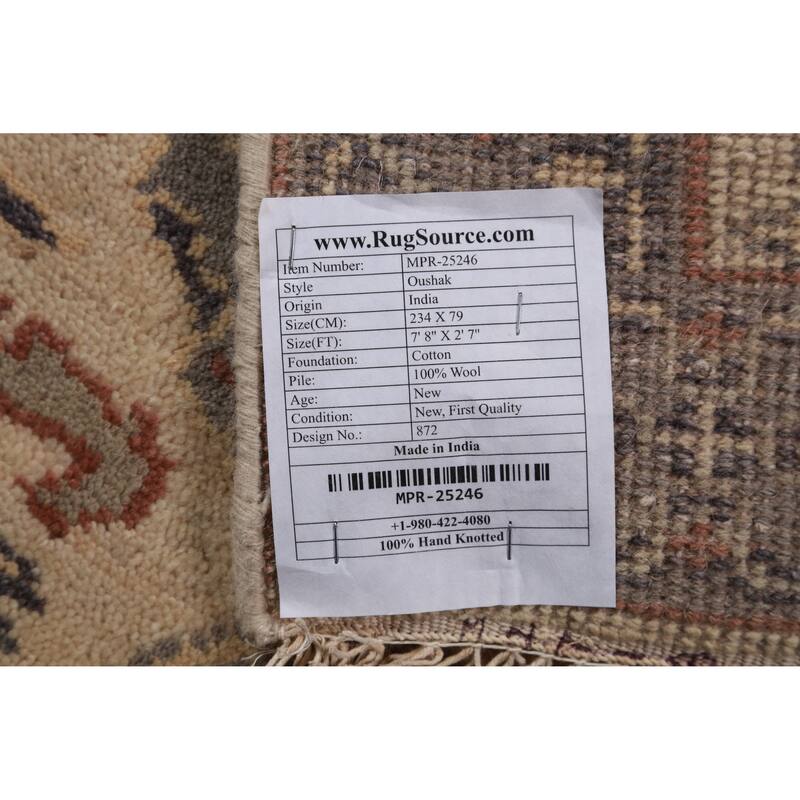 www.RugSource.com
Item Number: MPR-25246
Style Oushak
Origin India
Size(CM): 234 X 79
Size(FT): 7' 8" X 2' 7"
Foundation: Cotton
Pile: 100% Wool
Age: New
Condition: New, First Quality
Design No.: 872
Made in India
MPR-25246
+1-980-422-4080
100% Hand Knotted